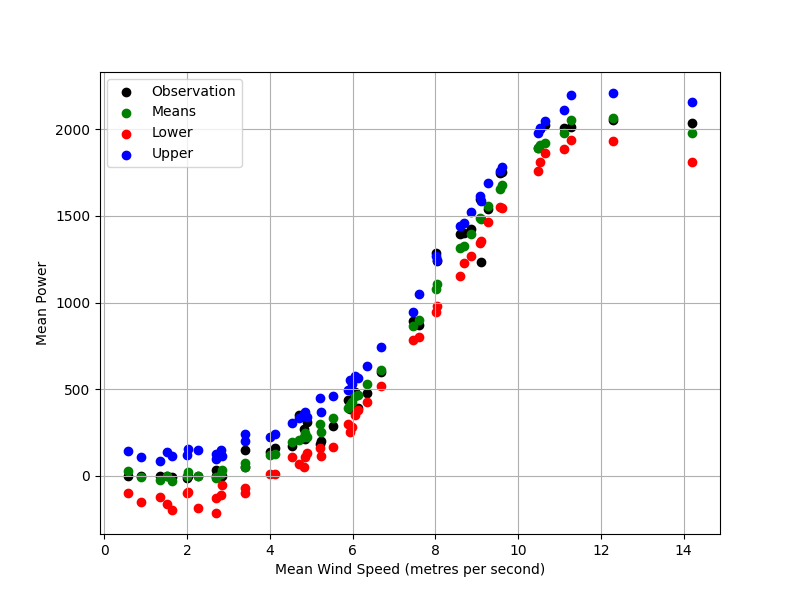 Observation
Means
Lower
Upper
2000
1500
1000
500
0
Mean Power
0 2 4 6 8 10 12 14
Mean Wind Speed (metres per second)